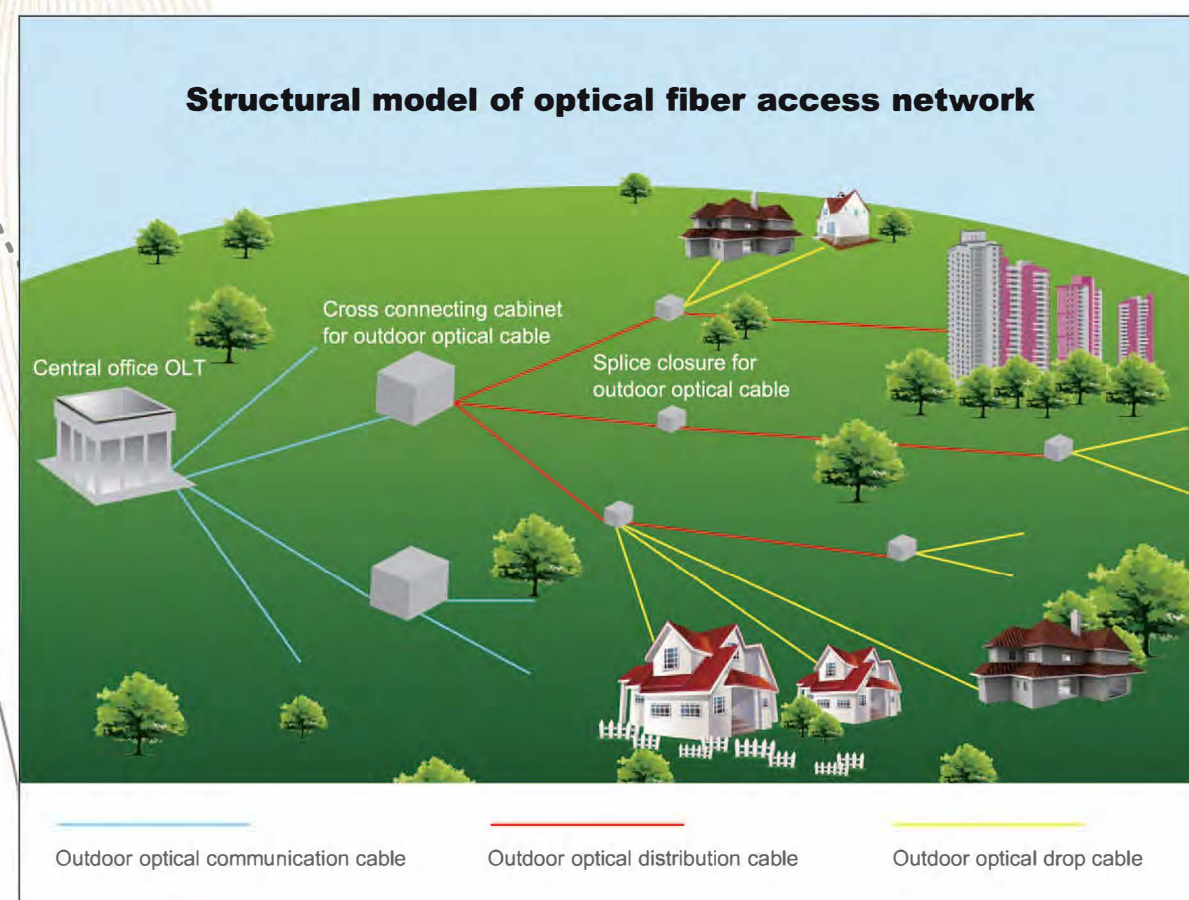 Structural model of optical fiber access network
Cross connecting cabinet
for outdoor optical cable
Central office OLT
Splice closure for
outdoor optical cable
Outdoor optical communication cable
Outdoor optical distribution cable
Outdoor optical drop cable